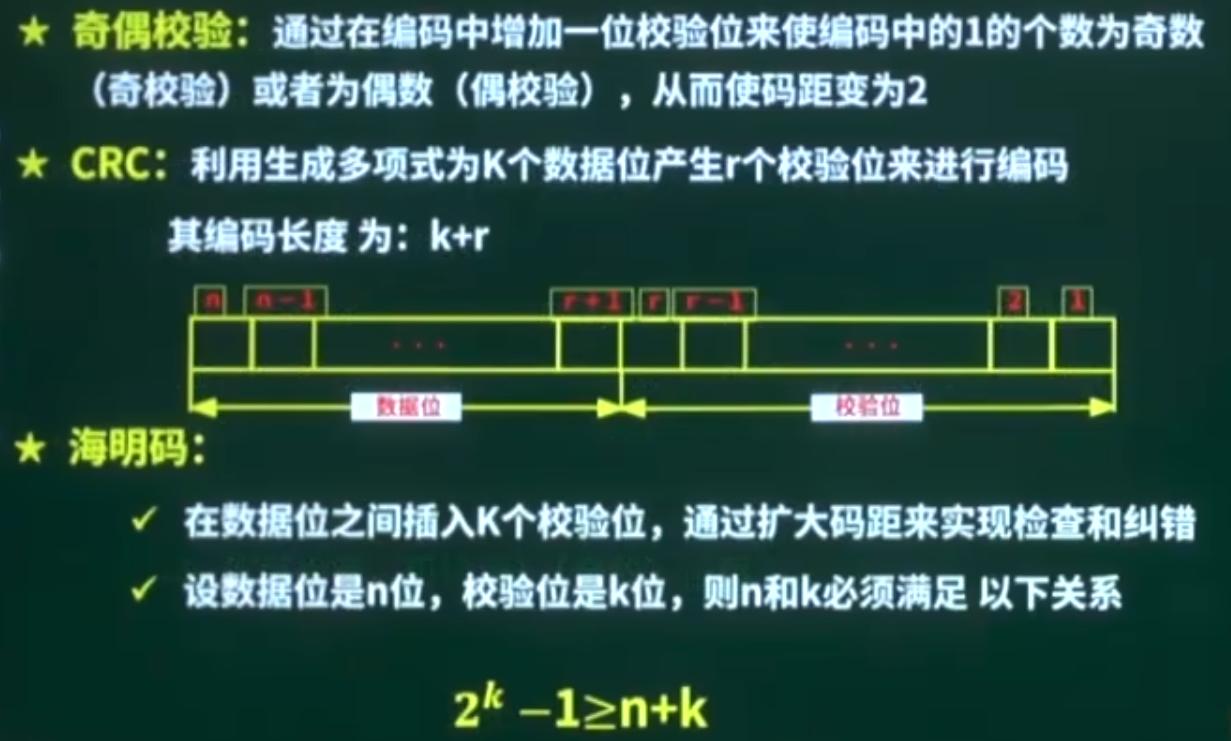 ★ 奇偶校验：通过在编码中增加一位校验位来使编码中的1的个数为奇数
（奇校验）或者为偶数（偶校验），从而使码距变为2
★ CRC：利用生成多项式为K个数据位产生r个校验位来进行编码
其编码长度 为：k+r
n n-1 r+1 r r-1 2 1
... ...
数据位 校验位
★ 海明码：
✓ 在数据位之间插入K个校验位，通过扩大码距来实现检查和纠错
✓ 设数据位是n位，校验位是k位，则n和k必须满足 以下关系
2^k −1≥n+k